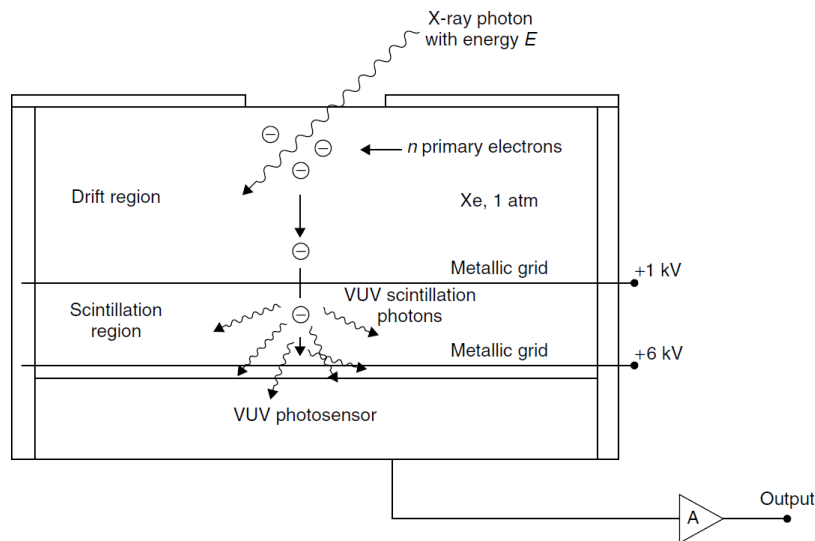 X-ray photon
with energy E
n primary electrons
Drift region
Xe, 1 atm
Metallic grid
+1 kV
Scintillation
region
VUV scintillation
photons
Metallic grid
+6 kV
VUV photosensor
A
Output